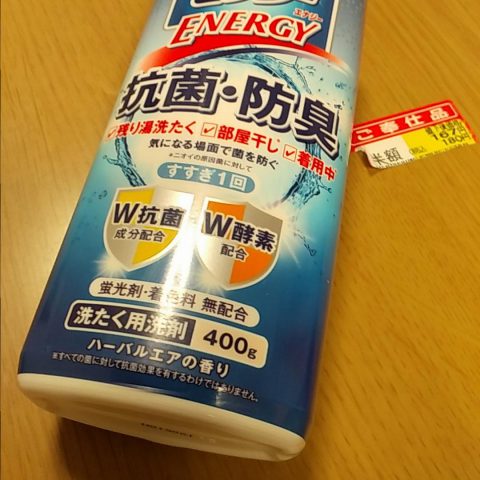 エナジー
ENERGY
抗菌・防臭
残り湯洗たく 部屋干し 着用中
気になる場面で菌を防ぐ
*ニオイの原因菌に対して
すすぎ1回
W抗菌
成分配合
W酵素
配合
蛍光剤・着色料 無配合
洗たく用洗剤 400g
ハーバルエアの香り
※すべての菌に対して抗菌効果を有するわけではありません。
ご奉仕品
半額
税込